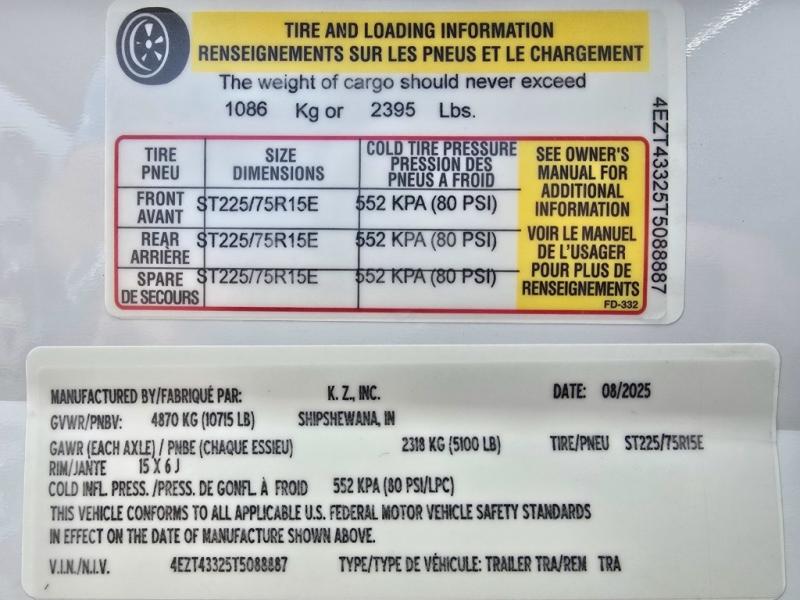 TIRE AND LOADING INFORMATION
RENSEIGNEMENTS SUR LES PNEUS ET LE CHARGEMENT
The weight of cargo should never exceed
1086 Kg or 2395 Lbs.
TIRE SIZE COLD TIRE PRESSURE
PNEU DIMENSIONS PRESSION DES
PNEUS A FROID
FRONT
AVANT ST225/75R15E 552 KPA (80 PSI)
REAR
ARRIÈRE ST225/75R15E 552 KPA (80 PSI)
SPARE
DE SECOURS ST225/75R15E 552 KPA (80 PSI)
SEE OWNER'S
MANUAL FOR
ADDITIONAL
INFORMATION
VOIR LE MANUEL
DE L'USAGER
POUR PLUS DE
RENSEIGNEMENTS
FD-332
4EZT43325T5088887
MANUFACTURED BY/FABRIQUÉ PAR: K. Z., INC. DATE: 08/2025
GVWR/PNBV: 4870 KG (10715 LB) SHIPSHEWANA, IN
GAWR (EACH AXLE) / PNBE (CHAQUE ESSIEU) 2318 KG (5100 LB) TIRE/PNEU ST225/75R15E
RIM/JANTE 15 X 6 J
COLD INFL. PRESS. /PRESS. DE GONFL. À FROID 552 KPA (80 PSI/LPC)
THIS VEHICLE CONFORMS TO ALL APPLICABLE U.S. FEDERAL MOTOR VEHICLE SAFETY STANDARDS
IN EFFECT ON THE DATE OF MANUFACTURE SHOWN ABOVE.
V.I.N./N.I.V. 4EZT43325T5088887 TYPE/TYPE DE VÉHICULE: TRAILER TRA/REM TRA